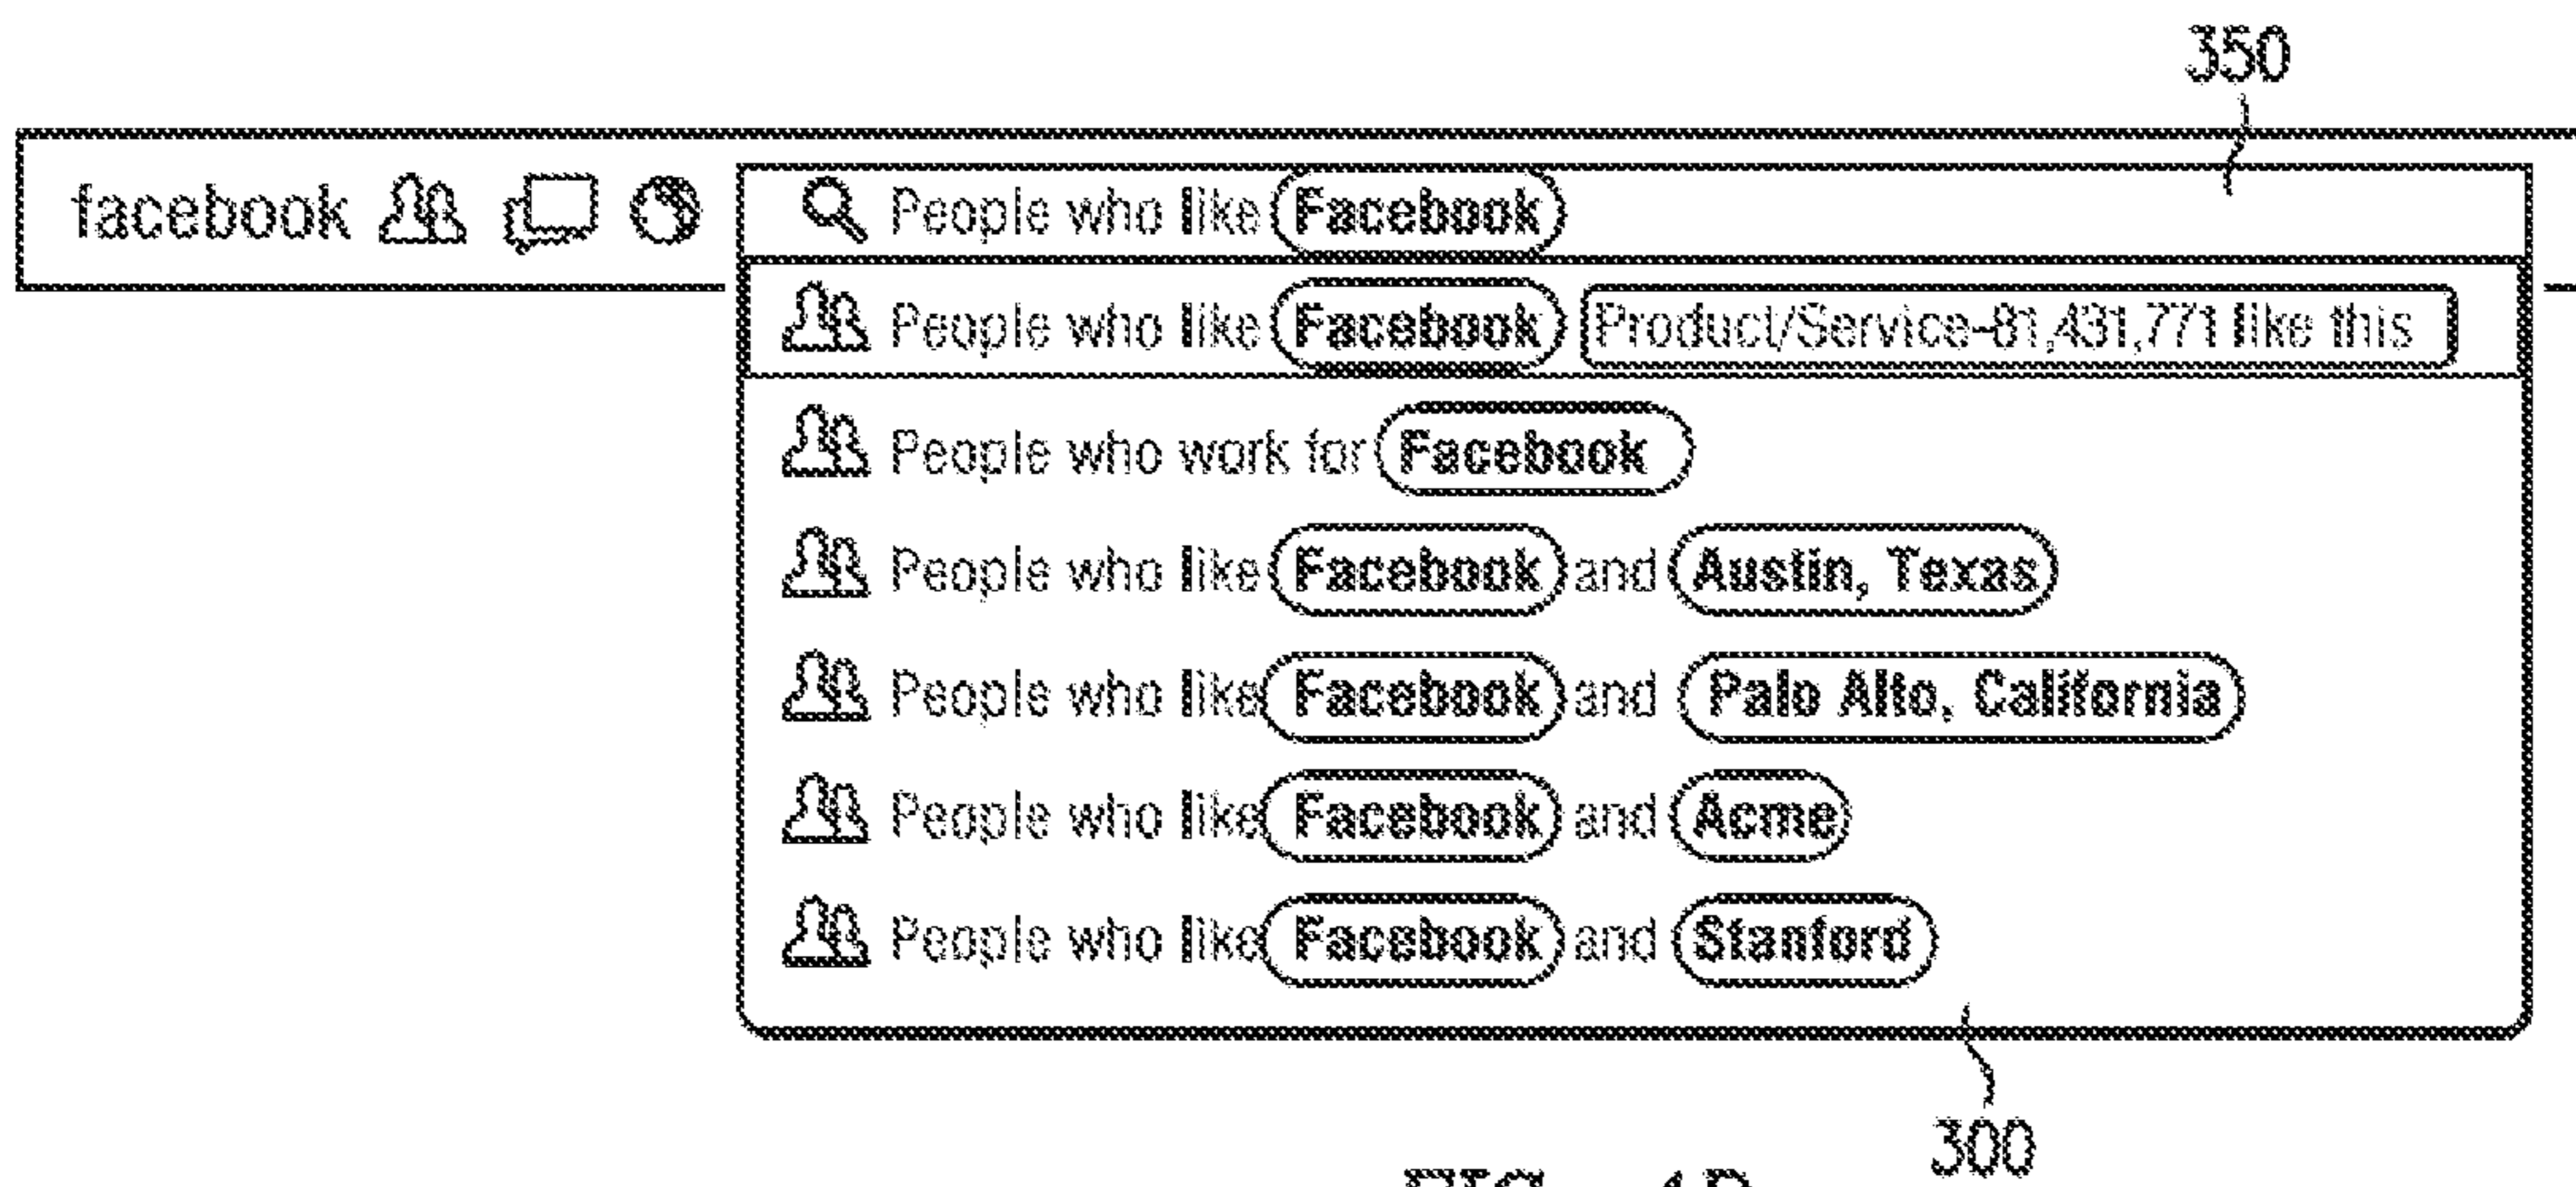 350
facebook People who like Facebook
People who like Facebook Product/Service-81,431,771 like this
People who work for Facebook
People who like Facebook and Austin, Texas
People who like Facebook and Palo Alto, California
People who like Facebook and Acme
People who like Facebook and Stanford
300